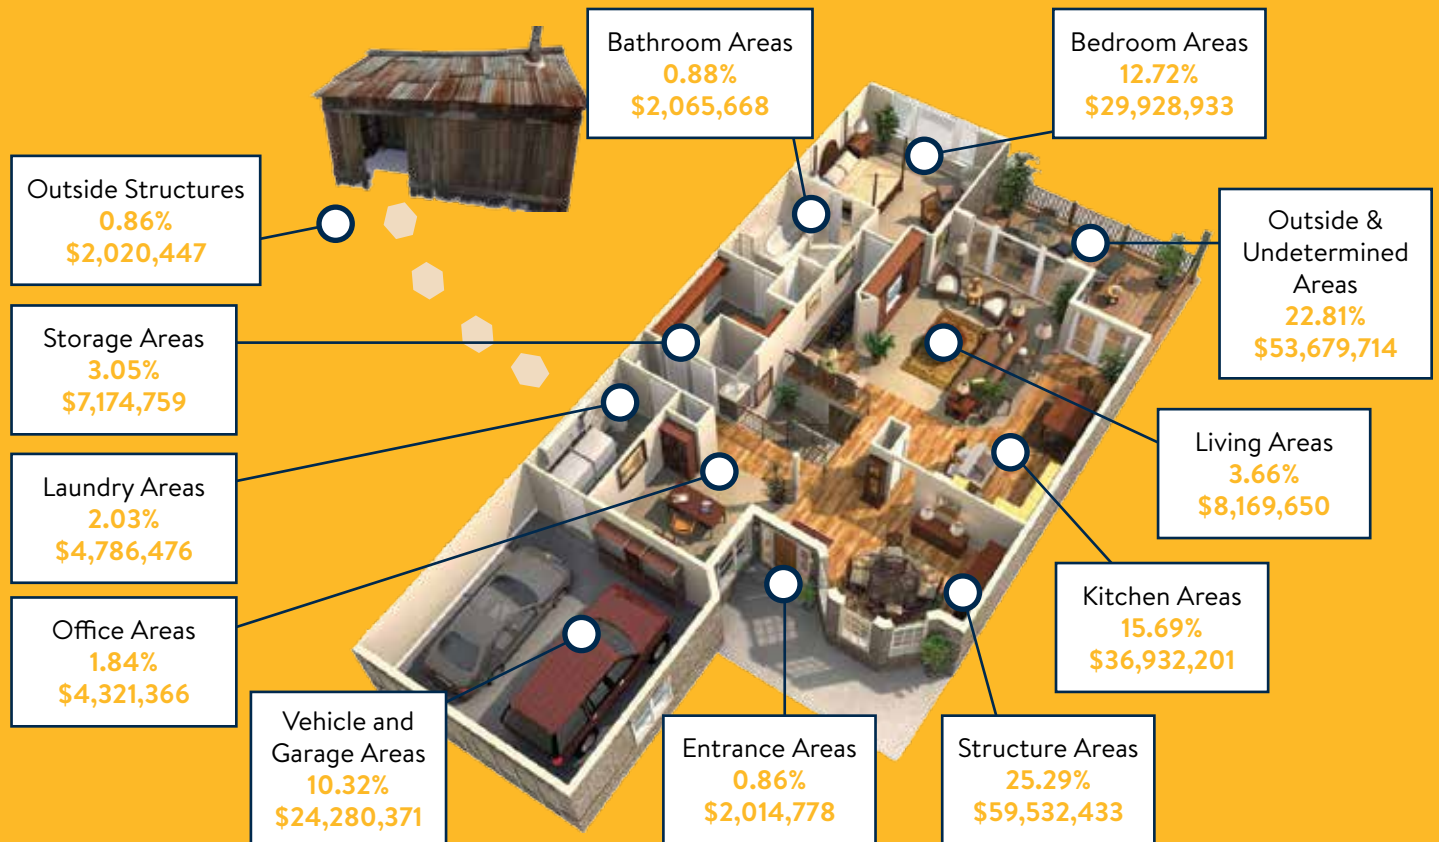 Bathroom Areas
0.88%
$2,065,668
Bedroom Areas
12.72%
$29,928,933
Outside Structures
0.86%
$2,020,447
Outside &
Undetermined
Areas
22.81%
$53,679,714
Storage Areas
3.05%
$7,174,759
Living Areas
3.66%
$8,169,650
Laundry Areas
2.03%
$4,786,476
Kitchen Areas
15.69%
$36,932,201
Office Areas
1.84%
$4,321,366
Vehicle and
Garage Areas
10.32%
$24,280,371
Entrance Areas
0.86%
$2,014,778
Structure Areas
25.29%
$59,532,433